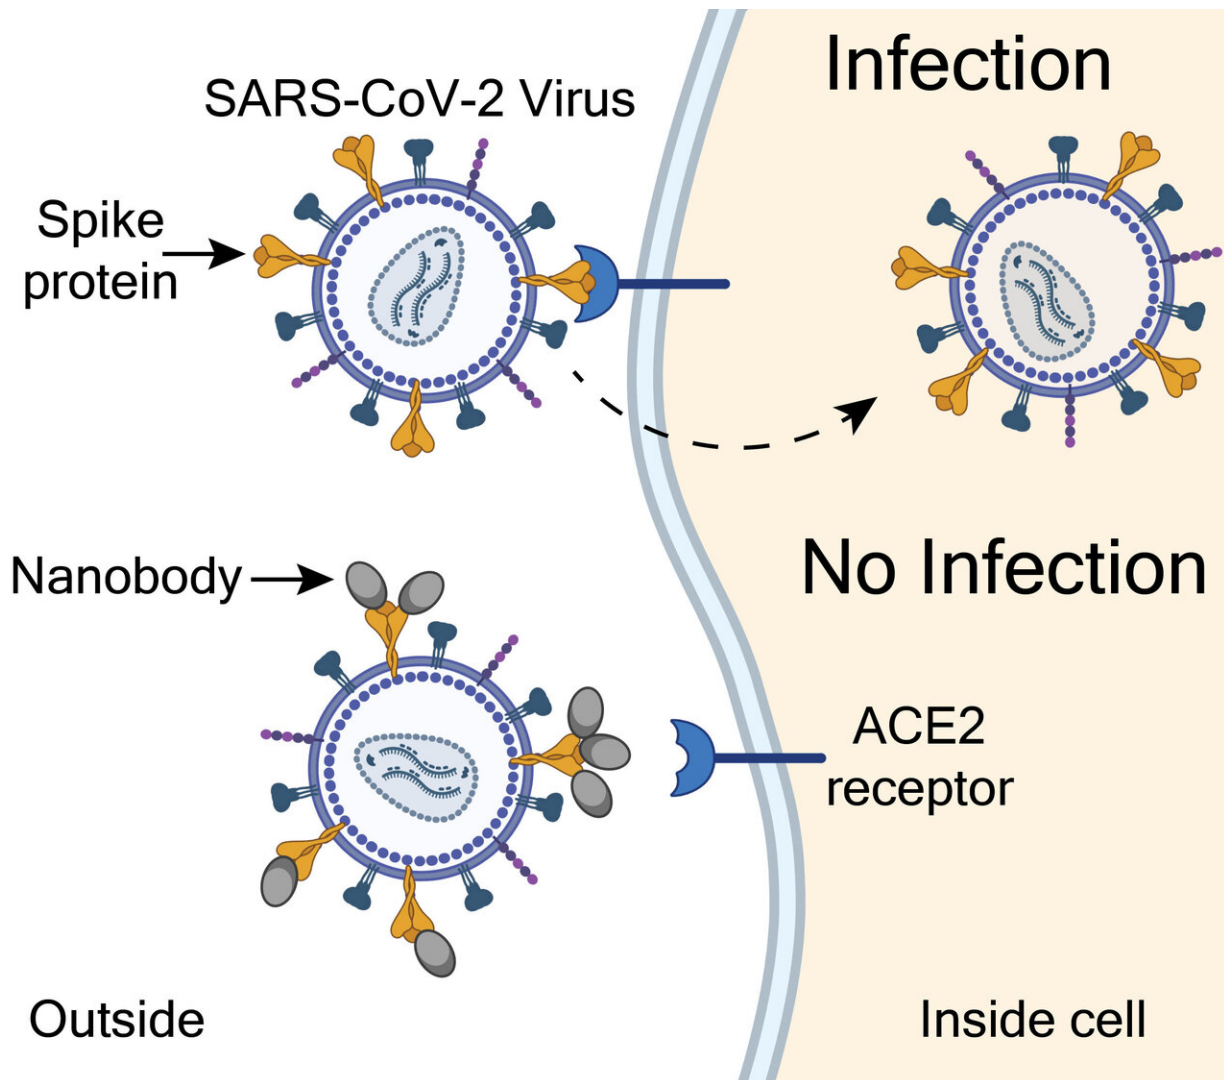 Infection
SARS-CoV-2 Virus
Spike
protein
Nanobody
No Infection
ACE2
receptor
Outside
Inside cell